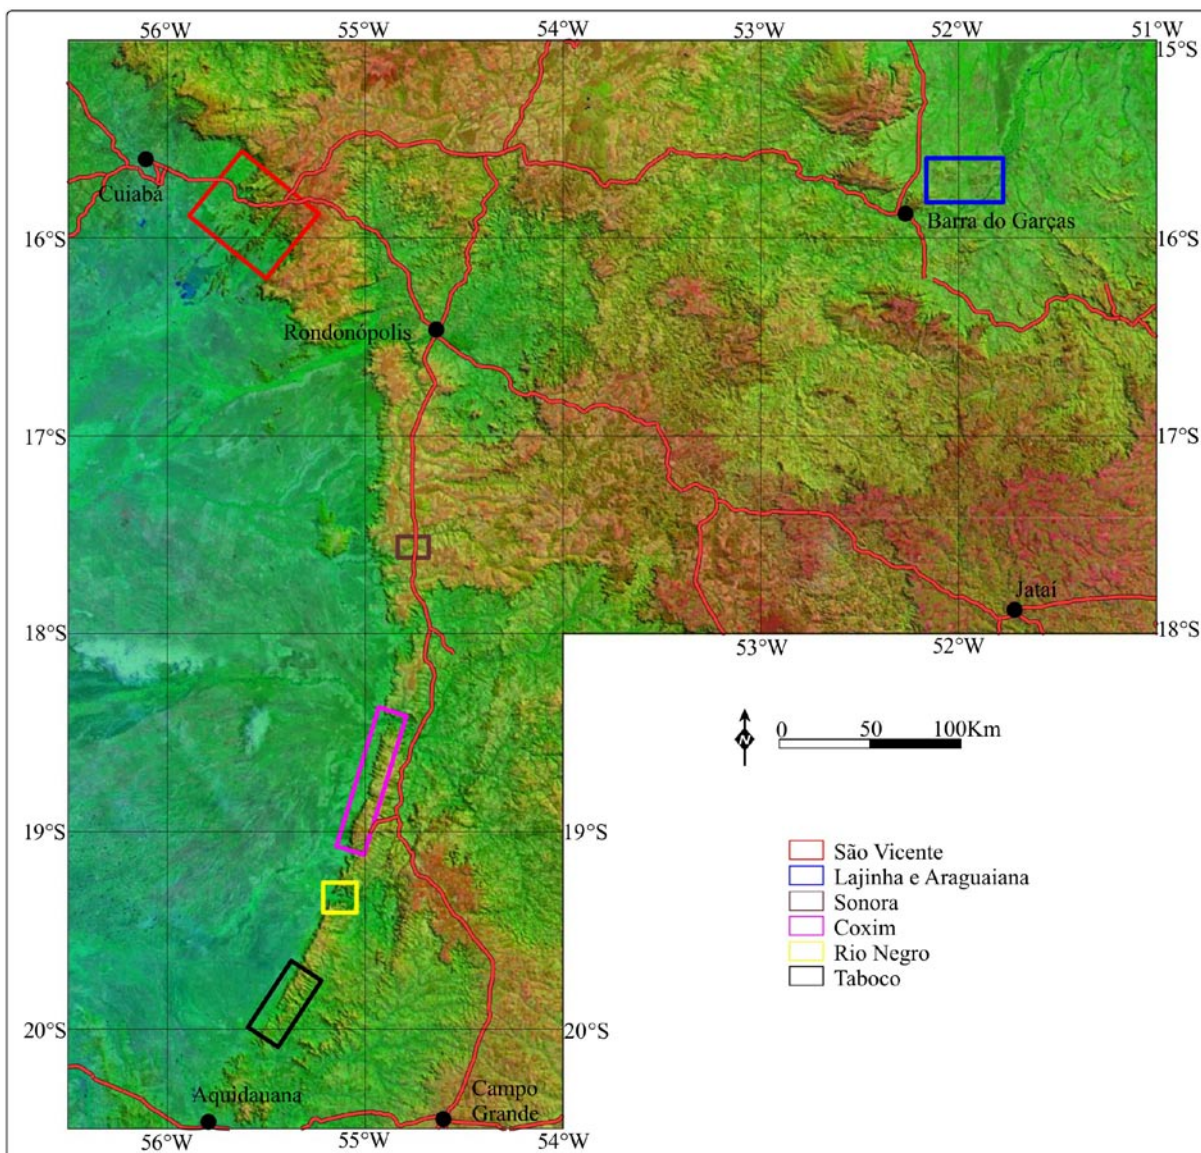 56°W 55°W 54°W 53°W 52°W 51°W
15°S
Cuiabá
Barra do Garças
16°S 16°S
Rondonópolis
17°S 17°S
Jataí
18°S 18°S
53°W 52°W
N 0 50 100Km
19°S 19°S
São Vicente
Lajinha e Araguaiana
Sonora
Coxim
Rio Negro
Taboco
20°S 20°S
Aquidauana
Campo
Grande
56°W 55°W 54°W